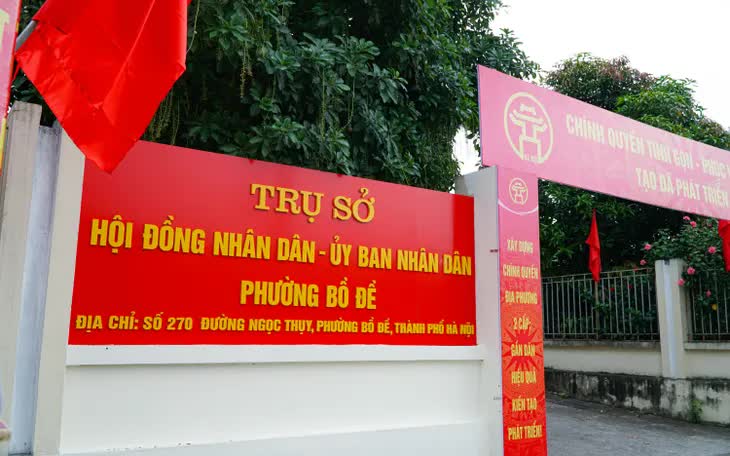 TRỤ SỞ
HỘI ĐỒNG NHÂN DÂN - ỦY BAN NHÂN DÂN
PHƯỜNG BỒ ĐỀ
ĐỊA CHỈ: SỐ 270 ĐƯỜNG NGỌC THỤY, PHƯỜNG BỒ ĐỀ, THÀNH PHỐ HÀ NỘI
CHÍNH QUYỀN TINH GỌN - PHỤC
TẠO ĐÀ PHÁT TRIỂN
XÂY DỰNG
CHÍNH QUYỀN
ĐỊA PHƯƠNG
2 CẤP
GẦN DÂN
HIỆU QUẢ
KIẾN TẠO
PHÁT TRIỂN!